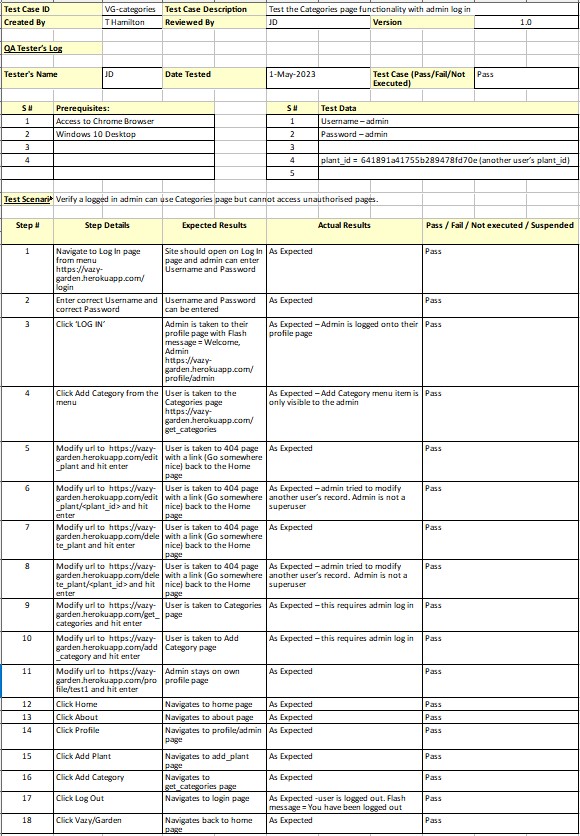 Test Case ID VG-categories Test Case Description Test the Categories page functionality with admin log in
Created By T Hamilton Reviewed By JD Version 1.0
QA Tester's Log
Tester's Name JD Date Tested 1-May-2023 Test Case (Pass/Fail/Not Pass
Executed)
S # Prerequisites: S # Test Data
1 Access to Chrome Browser 1 Username – admin
2 Windows 10 Desktop 2 Password – admin
3 3
4 4 plant_id = 641891a41755b289478fd70e (another user's plant_id)
5
Test Scenari Verify a logged in admin can use Categories page but cannot access unauthorised pages.
Step # Step Details Expected Results Actual Results Pass / Fail / Not executed / Suspended
1 Navigate to Log In page Site should open on Log In As Expected Pass
from menu page and admin can enter
https://vazy- Username and Password
garden.herokuapp.com/
login
2 Enter correct Username and Username and Password As Expected Pass
correct Password can be entered
3 Click 'LOG IN' Admin is taken to their As Expected – Admin is logged onto their Pass
profile page with Flash profile page
message = Welcome,
Admin
https://vazy-
garden.herokuapp.com/
profile/admin
4 Click Add Category from the User is taken to the As Expected – Add Category menu item is Pass
menu Categories page only visible to the admin
https://vazy-
garden.herokuapp.com/
get_categories
5 Modify url to https://vazy- User is taken to 404 page As Expected Pass
garden.herokuapp.com/edit with a link (Go somewhere
_plant and hit enter nice) back to the Home
page
6 Modify url to https://vazy- User is taken to 404 page As Expected – admin tried to modify Pass
garden.herokuapp.com/edit with a link (Go somewhere another user's record. Admin is not a
_plant/<plant_id> and hit nice) back to the Home superuser
enter page
7 Modify url to https://vazy- User is taken to 404 page As Expected Pass
garden.herokuapp.com/dele with a link (Go somewhere
te_plant and hit enter nice) back to the Home
page
8 Modify url to https://vazy- User is taken to 404 page As Expected – admin tried to modify Pass
garden.herokuapp.com/dele with a link (Go somewhere another user's record. Admin is not a
te_plant/<plant_id> and hit nice) back to the Home superuser
enter page
9 Modify url to https://vazy- User is taken to Categories As Expected – this requires admin log in Pass
garden.herokuapp.com/get_ page
categories and hit enter
10 Modify url to https://vazy- User is taken to Add As Expected – this requires admin log in Pass
garden.herokuapp.com/add Category page
_category and hit enter
11 Modify url to https://vazy- Admin stays on own As Expected Pass
garden.herokuapp.com/pro profile page
file/test1 and hit enter
12 Click Home Navigates to home page As Expected Pass
13 Click About Navigates to about page As Expected Pass
14 Click Profile Navigates to profile/admin As Expected Pass
page
15 Click Add Plant Navigates to add_plant As Expected Pass
page
16 Click Add Category Navigates to As Expected Pass
get_categories page
17 Click Log Out Navigates to login page As Expected -user is logged out. Flash Pass
message = You have been logged out
18 Click Vazy/Garden Navigates back to home As Expected Pass
page